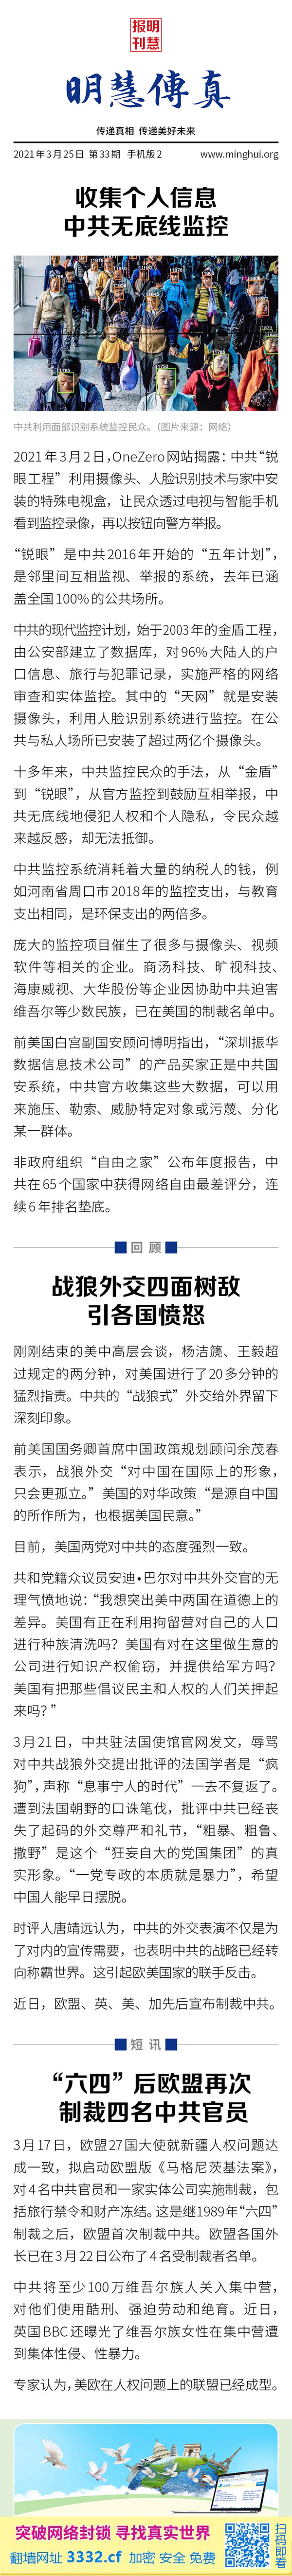 明慧
报刊
明慧傳真
传递真相 传递美好未来
2021年3月25日 第33期 手机版2 www.minghui.org
收集个人信息
中共无底线监控
中共利用面部识别系统监控民众。（图片来源：网络）
2021年3月2日，OneZero网站揭露：中共“锐
眼工程”利用摄像头、人脸识别技术与家中安
装的特殊电视盒，让民众透过电视与智能手机
看到监控录像，再以按钮向警方举报。
“锐眼”是中共2016年开始的“五年计划”，
是邻里间互相监视、举报的系统，去年已涵
盖全国100%的公共场所。
中共的现代监控计划，始于2003年的金盾工程，
由公安部建立了数据库，对96%大陆人的户
口信息、旅行与犯罪记录，实施严格的网络
审查和实体监控。其中的“天网”就是安装
摄像头，利用人脸识别系统进行监控。在公
共与私人场所已安装了超过两亿个摄像头。
十多年来，中共监控民众的手法，从“金盾”
到“锐眼”，从官方监控到鼓励互相举报，中
共无底线地侵犯人权和个人隐私，令民众越
来越反感，却无法抵御。
中共监控系统消耗着大量的纳税人的钱，例
如河南省周口市2018年的监控支出，与教育
支出相同，是环保支出的两倍多。
庞大的监控项目催生了很多与摄像头、视频
软件等相关的企业。商汤科技、旷视科技、
海康威视、大华股份等企业因协助中共迫害
维吾尔等少数民族，已在美国的制裁名单中。
前美国白宫副国安顾问博明指出，“深圳振华
数据信息技术公司”的产品买家正是中共国
安系统，中共官方收集这些大数据，可以用
来施压、勒索、威胁特定对象或污蔑、分化
某一群体。
非政府组织“自由之家”公布年度报告，中
共在65个国家中获得网络自由最差评分，连
续6年排名垫底。
回顾
战狼外交四面树敌
引各国愤怒
刚刚结束的美中高层会谈，杨洁篪、王毅超
过规定的两分钟，对美国进行了20多分钟的
猛烈指责。中共的“战狼式”外交给外界留下
深刻印象。
前美国国务卿首席中国政策规划顾问余茂春
表示，战狼外交“对中国在国际上的形象，
只会更孤立。”美国的对华政策“是源自中国
的所作所为，也根据美国民意。”
目前，美国两党对中共的态度强烈一致。
共和党籍众议员安迪•巴尔对中共外交官的无
理气愤地说：“我想突出美中两国在道德上的
差异。美国有正在利用拘留营对自己的人口
进行种族清洗吗？美国有对在这里做生意的
公司进行知识产权偷窃，并提供给军方吗？
美国有把那些倡议民主和人权的人们关押起
来吗？”
3月21日，中共驻法国使馆官网发文，辱骂
对中共战狼外交提出批评的法国学者是“疯
狗”，声称“息事宁人的时代”一去不复返了。
遭到法国朝野的口诛笔伐，批评中共已经丧
失了起码的外交尊严和礼节，“粗暴、粗鲁、
撒野”是这个“狂妄自大的党国集团”的真
实形象。“一党专政的本质就是暴力”，希望
中国人能早日摆脱。
时评人唐靖远认为，中共的外交表演不仅是为
了对内的宣传需要，也表明中共的战略已经转
向称霸世界。这引起欧美国家的联手反击。
近日，欧盟、英、美、加先后宣布制裁中共。
短讯
“六四”后欧盟再次
制裁四名中共官员
3月17日，欧盟27国大使就新疆人权问题达
成一致，拟启动欧盟版《马格尼茨基法案》，
对4名中共官员和一家实体公司实施制裁，包
括旅行禁令和财产冻结。这是继1989年“六四”
制裁之后，欧盟首次制裁中共。欧盟各国外
长已在3月22日公布了4名受制裁者名单。
中共将至少100万维吾尔族人关入集中营，
对他们使用酷刑、强迫劳动和绝育。近日，
英国BBC还曝光了维吾尔族女性在集中营遭
到集体性侵、性暴力。
专家认为，美欧在人权问题上的联盟已经成型。
突破网络封锁 寻找真实世界
翻墙网址 3332.cf 加密 安全 免费
扫码即看